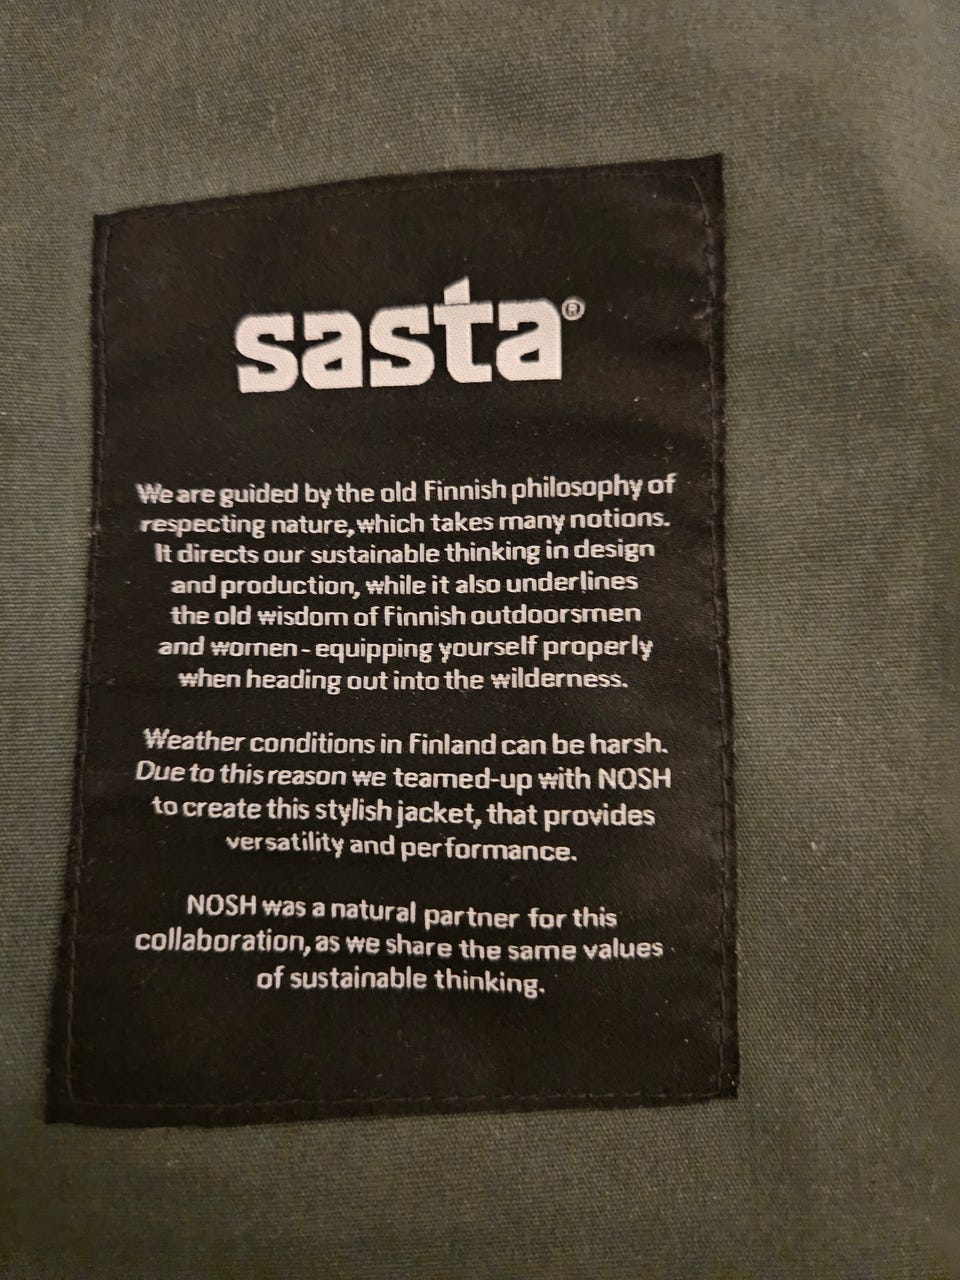 sasta®
We are guided by the old Finnish philosophy of
respecting nature, which takes many notions.
It directs our sustainable thinking in design
and production, while it also underlines
the old wisdom of Finnish outdoorsmen
and women - equipping yourself properly
when heading out into the wilderness.
Weather conditions in Finland can be harsh.
Due to this reason we teamed-up with NOSH
to create this stylish jacket, that provides
versatility and performance.
NOSH was a natural partner for this
collaboration, as we share the same values
of sustainable thinking.